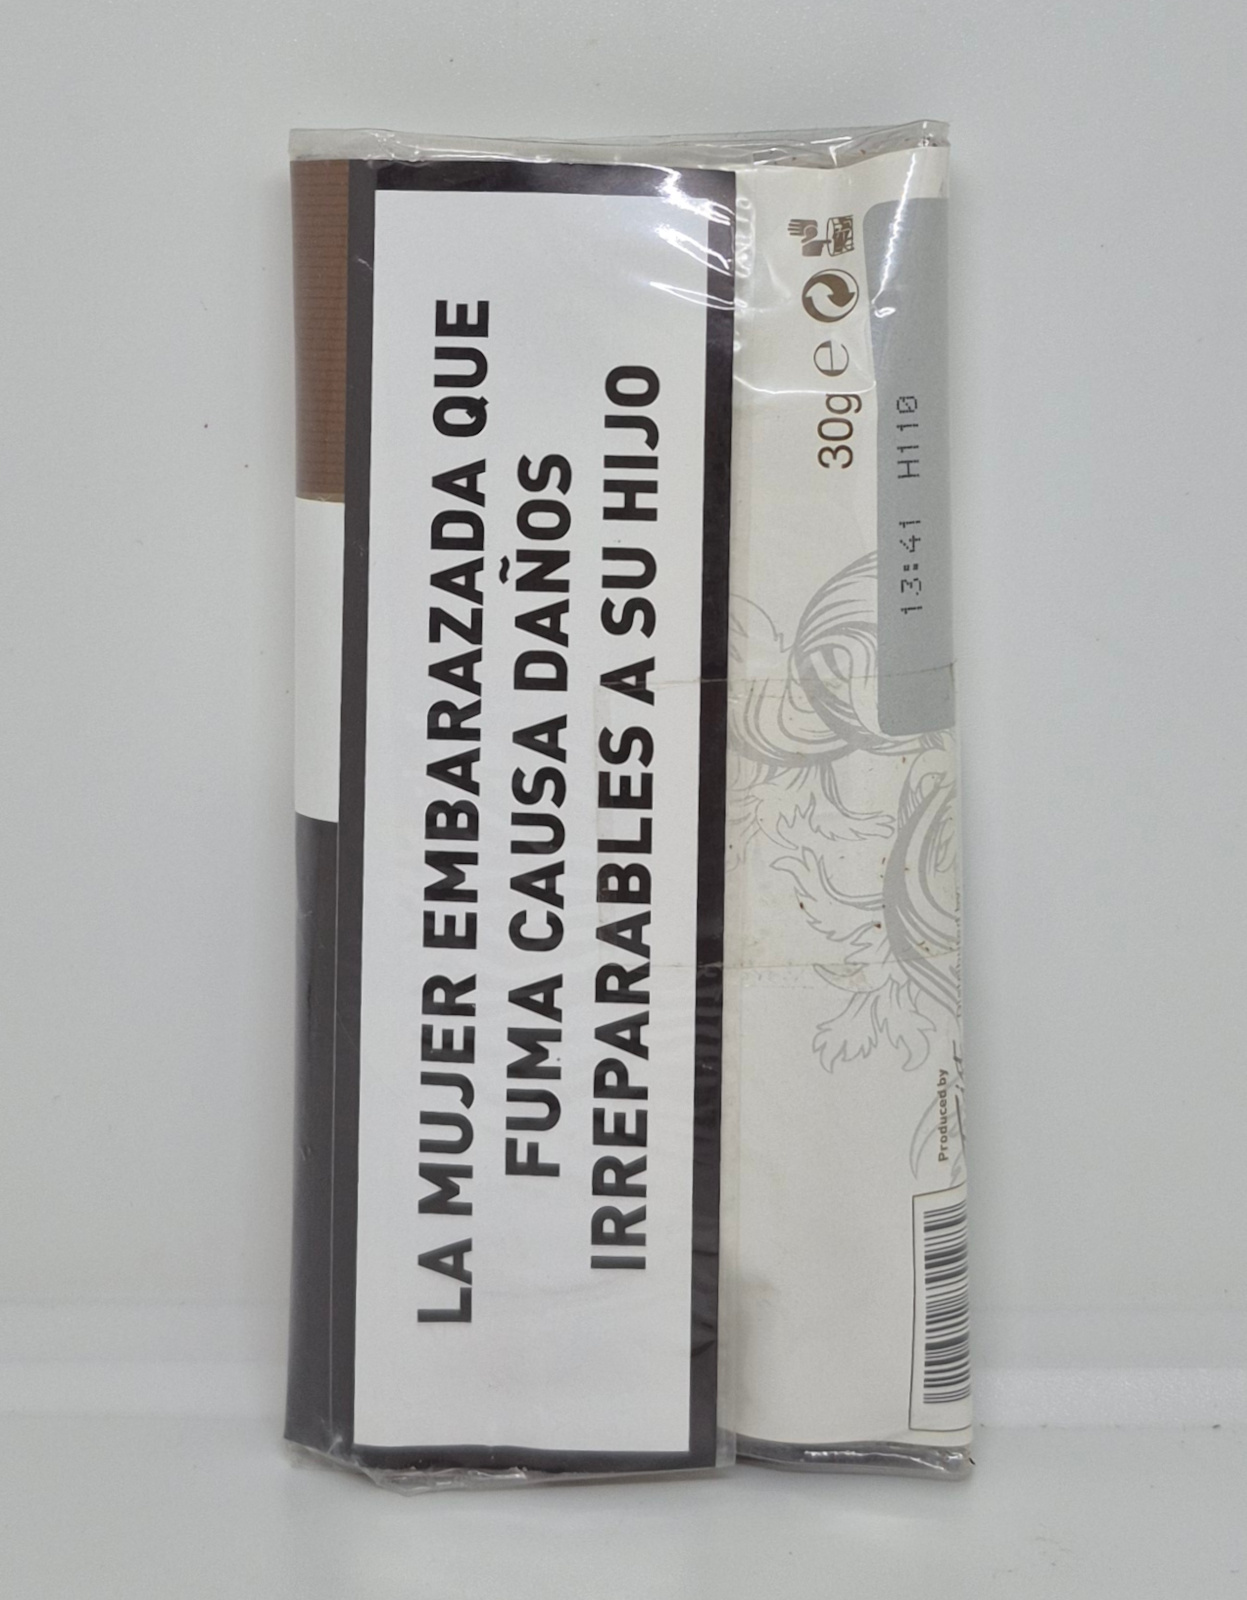 LA MUJER EMBARAZADA QUE
FUMA CAUSA DAÑOS
IRREPARABLES A SU HIJO
30g e
13:41 H110
Produced by